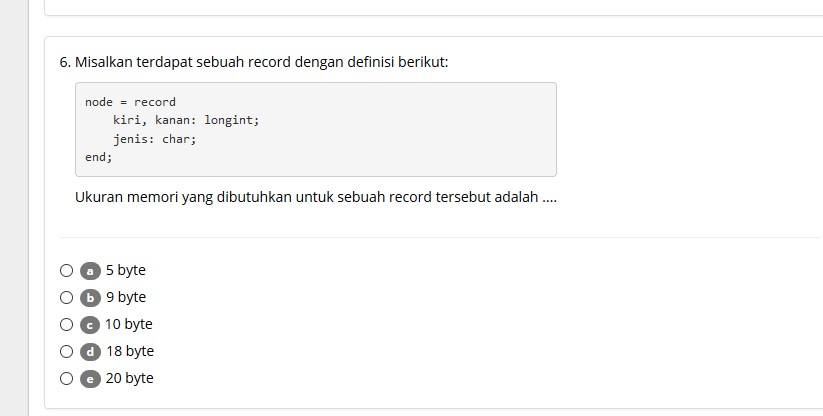 6. Misalkan terdapat sebuah record dengan definisi berikut:
node = record
    kiri, kanan: longint;
    jenis: char;
end;
Ukuran memori yang dibutuhkan untuk sebuah record tersebut adalah ....
a 5 byte
b 9 byte
c 10 byte
d 18 byte
e 20 byte